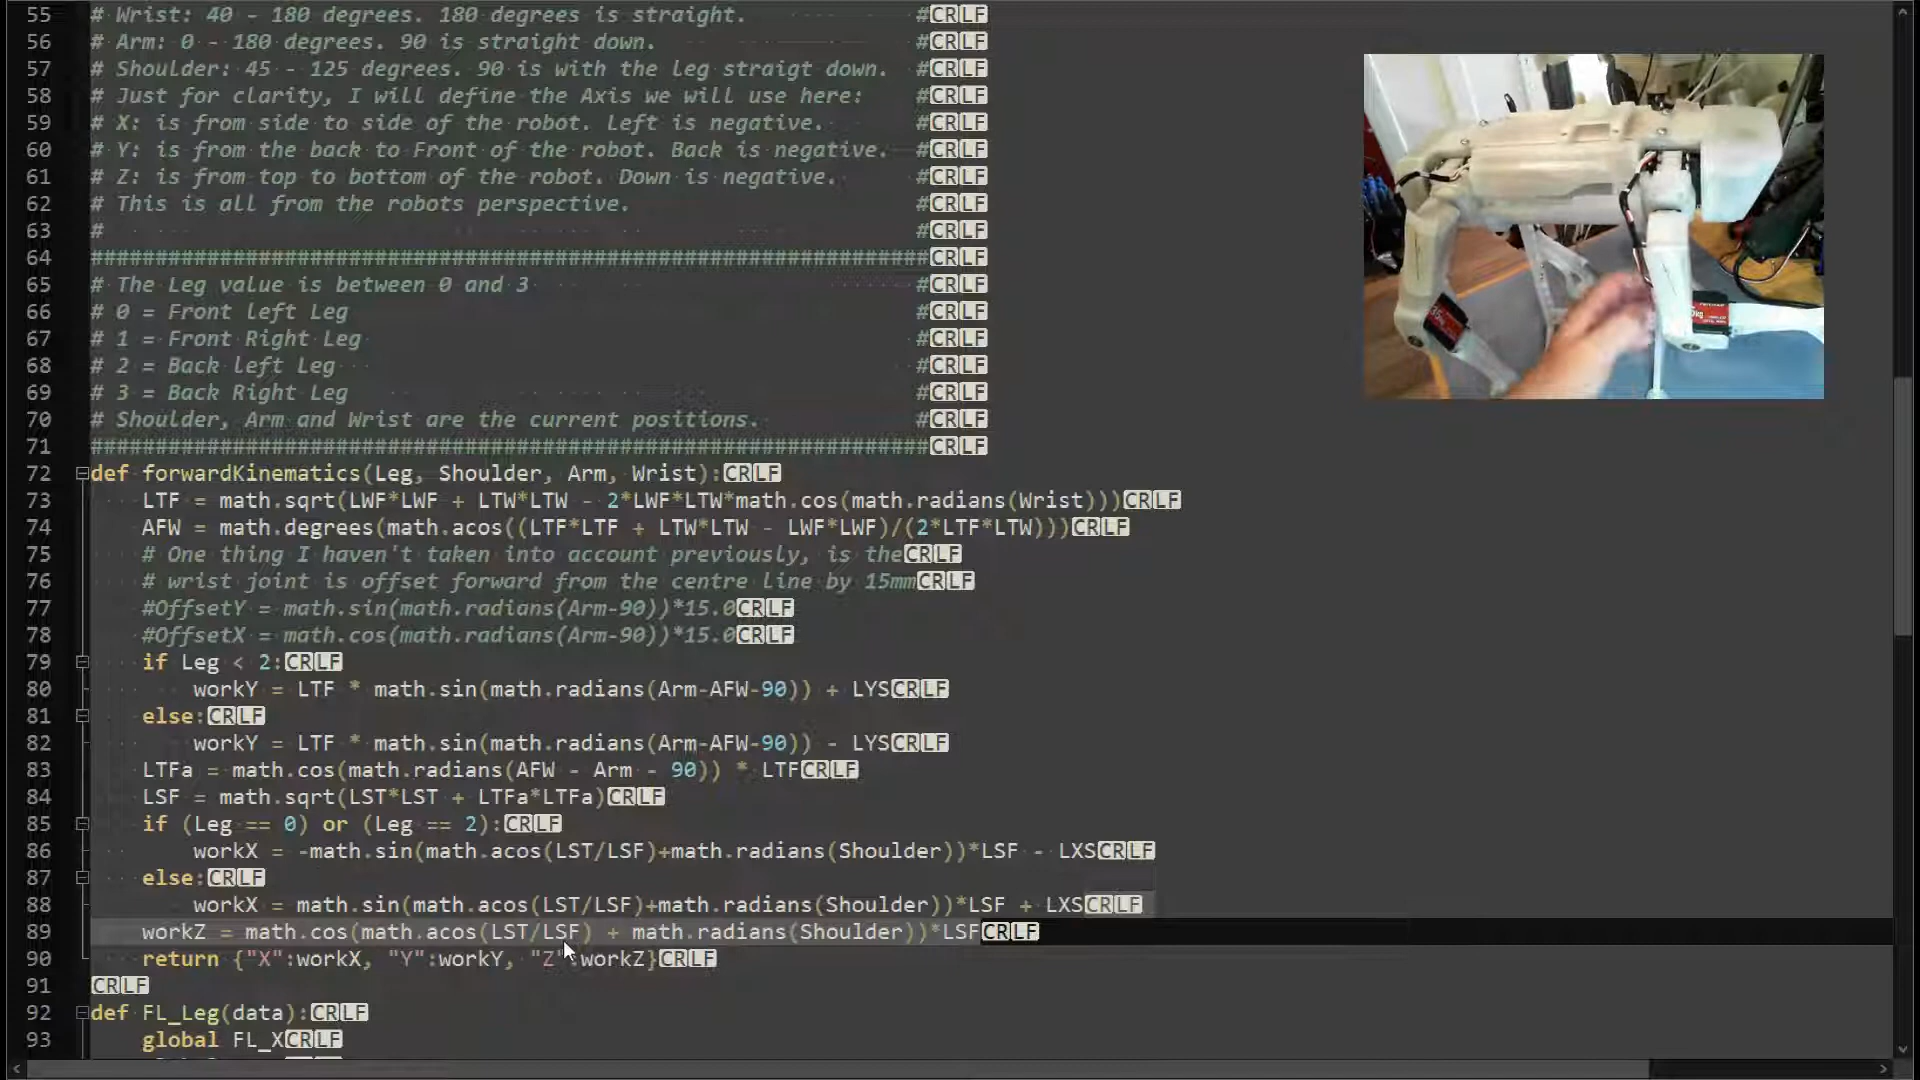 55 # Wrist: 40 - 180 degrees. 180 degrees is straight. #CRLF
56 # Arm: 0 - 180 degrees. 90 is straight down. #CRLF
57 # Shoulder: 45 - 125 degrees. 90 is with the leg straigt down. #CRLF
58 # Just for clarity, I will define the Axis we will use here: #CRLF
59 # X: is from side to side of the robot. Left is negative. #CRLF
60 # Y: is from the back to Front of the robot. Back is negative. #CRLF
61 # Z: is from top to bottom of the robot. Down is negative. #CRLF
62 # This is all from the robots perspective. #CRLF
63 # #CRLF
64 #################################################################CRLF
65 # The Leg value is between 0 and 3 #CRLF
66 # 0 = Front left Leg #CRLF
67 # 1 = Front Right Leg #CRLF
68 # 2 = Back left Leg #CRLF
69 # 3 = Back Right Leg #CRLF
70 # Shoulder, Arm and Wrist are the current positions. #CRLF
71 #################################################################CRLF
72 def forwardKinematics(Leg, Shoulder, Arm, Wrist):CRLF
73 LTF = math.sqrt(LWF*LWF + LTW*LTW - 2*LWF*LTW*math.cos(math.radians(Wrist)))CRLF
74 AFW = math.degrees(math.acos((LTF*LTF + LTW*LTW - LWF*LWF)/(2*LTF*LTW)))CRLF
75 # One thing I haven't taken into account previously, is theCRLF
76 # wrist joint is offset forward from the centre line by 15mmCRLF
77 #OffsetY = math.sin(math.radians(Arm-90))*15.0CRLF
78 #OffsetX = math.cos(math.radians(Arm-90))*15.0CRLF
79 if Leg < 2:CRLF
80 workY = LTF * math.sin(math.radians(Arm-AFW-90)) + LYSCRLF
81 else:CRLF
82 workY = LTF * math.sin(math.radians(Arm-AFW-90)) - LYSCRLF
83 LTFa = math.cos(math.radians(AFW - Arm - 90)) * LTFCRLF
84 LSF = math.sqrt(LST*LST + LTFa*LTFa)CRLF
85 if (Leg == 0) or (Leg == 2):CRLF
86 workX = -math.sin(math.acos(LST/LSF)+math.radians(Shoulder))*LSF - LXSCRLF
87 else:CRLF
88 workX = math.sin(math.acos(LST/LSF)+math.radians(Shoulder))*LSF + LXSCRLF
89 workZ = math.cos(math.acos(LST/LSF) + math.radians(Shoulder))*LSFCRLF
90 return {"X":workX, "Y":workY, "Z":workZ}CRLF
91 CRLF
92 def FL_Leg(data):CRLF
93 global FL_XCRLF